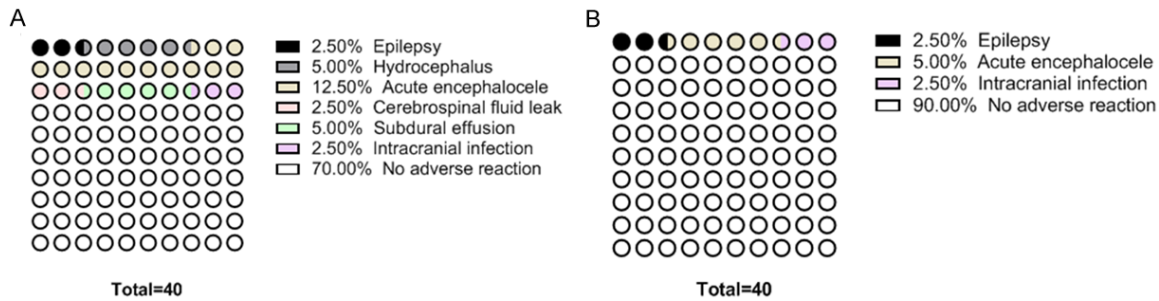 A
2.50% Epilepsy
5.00% Hydrocephalus
12.50% Acute encephalocele
2.50% Cerebrospinal fluid leak
5.00% Subdural effusion
2.50% Intracranial infection
70.00% No adverse reaction
Total=40
B
2.50% Epilepsy
5.00% Acute encephalocele
2.50% Intracranial infection
90.00% No adverse reaction
Total=40